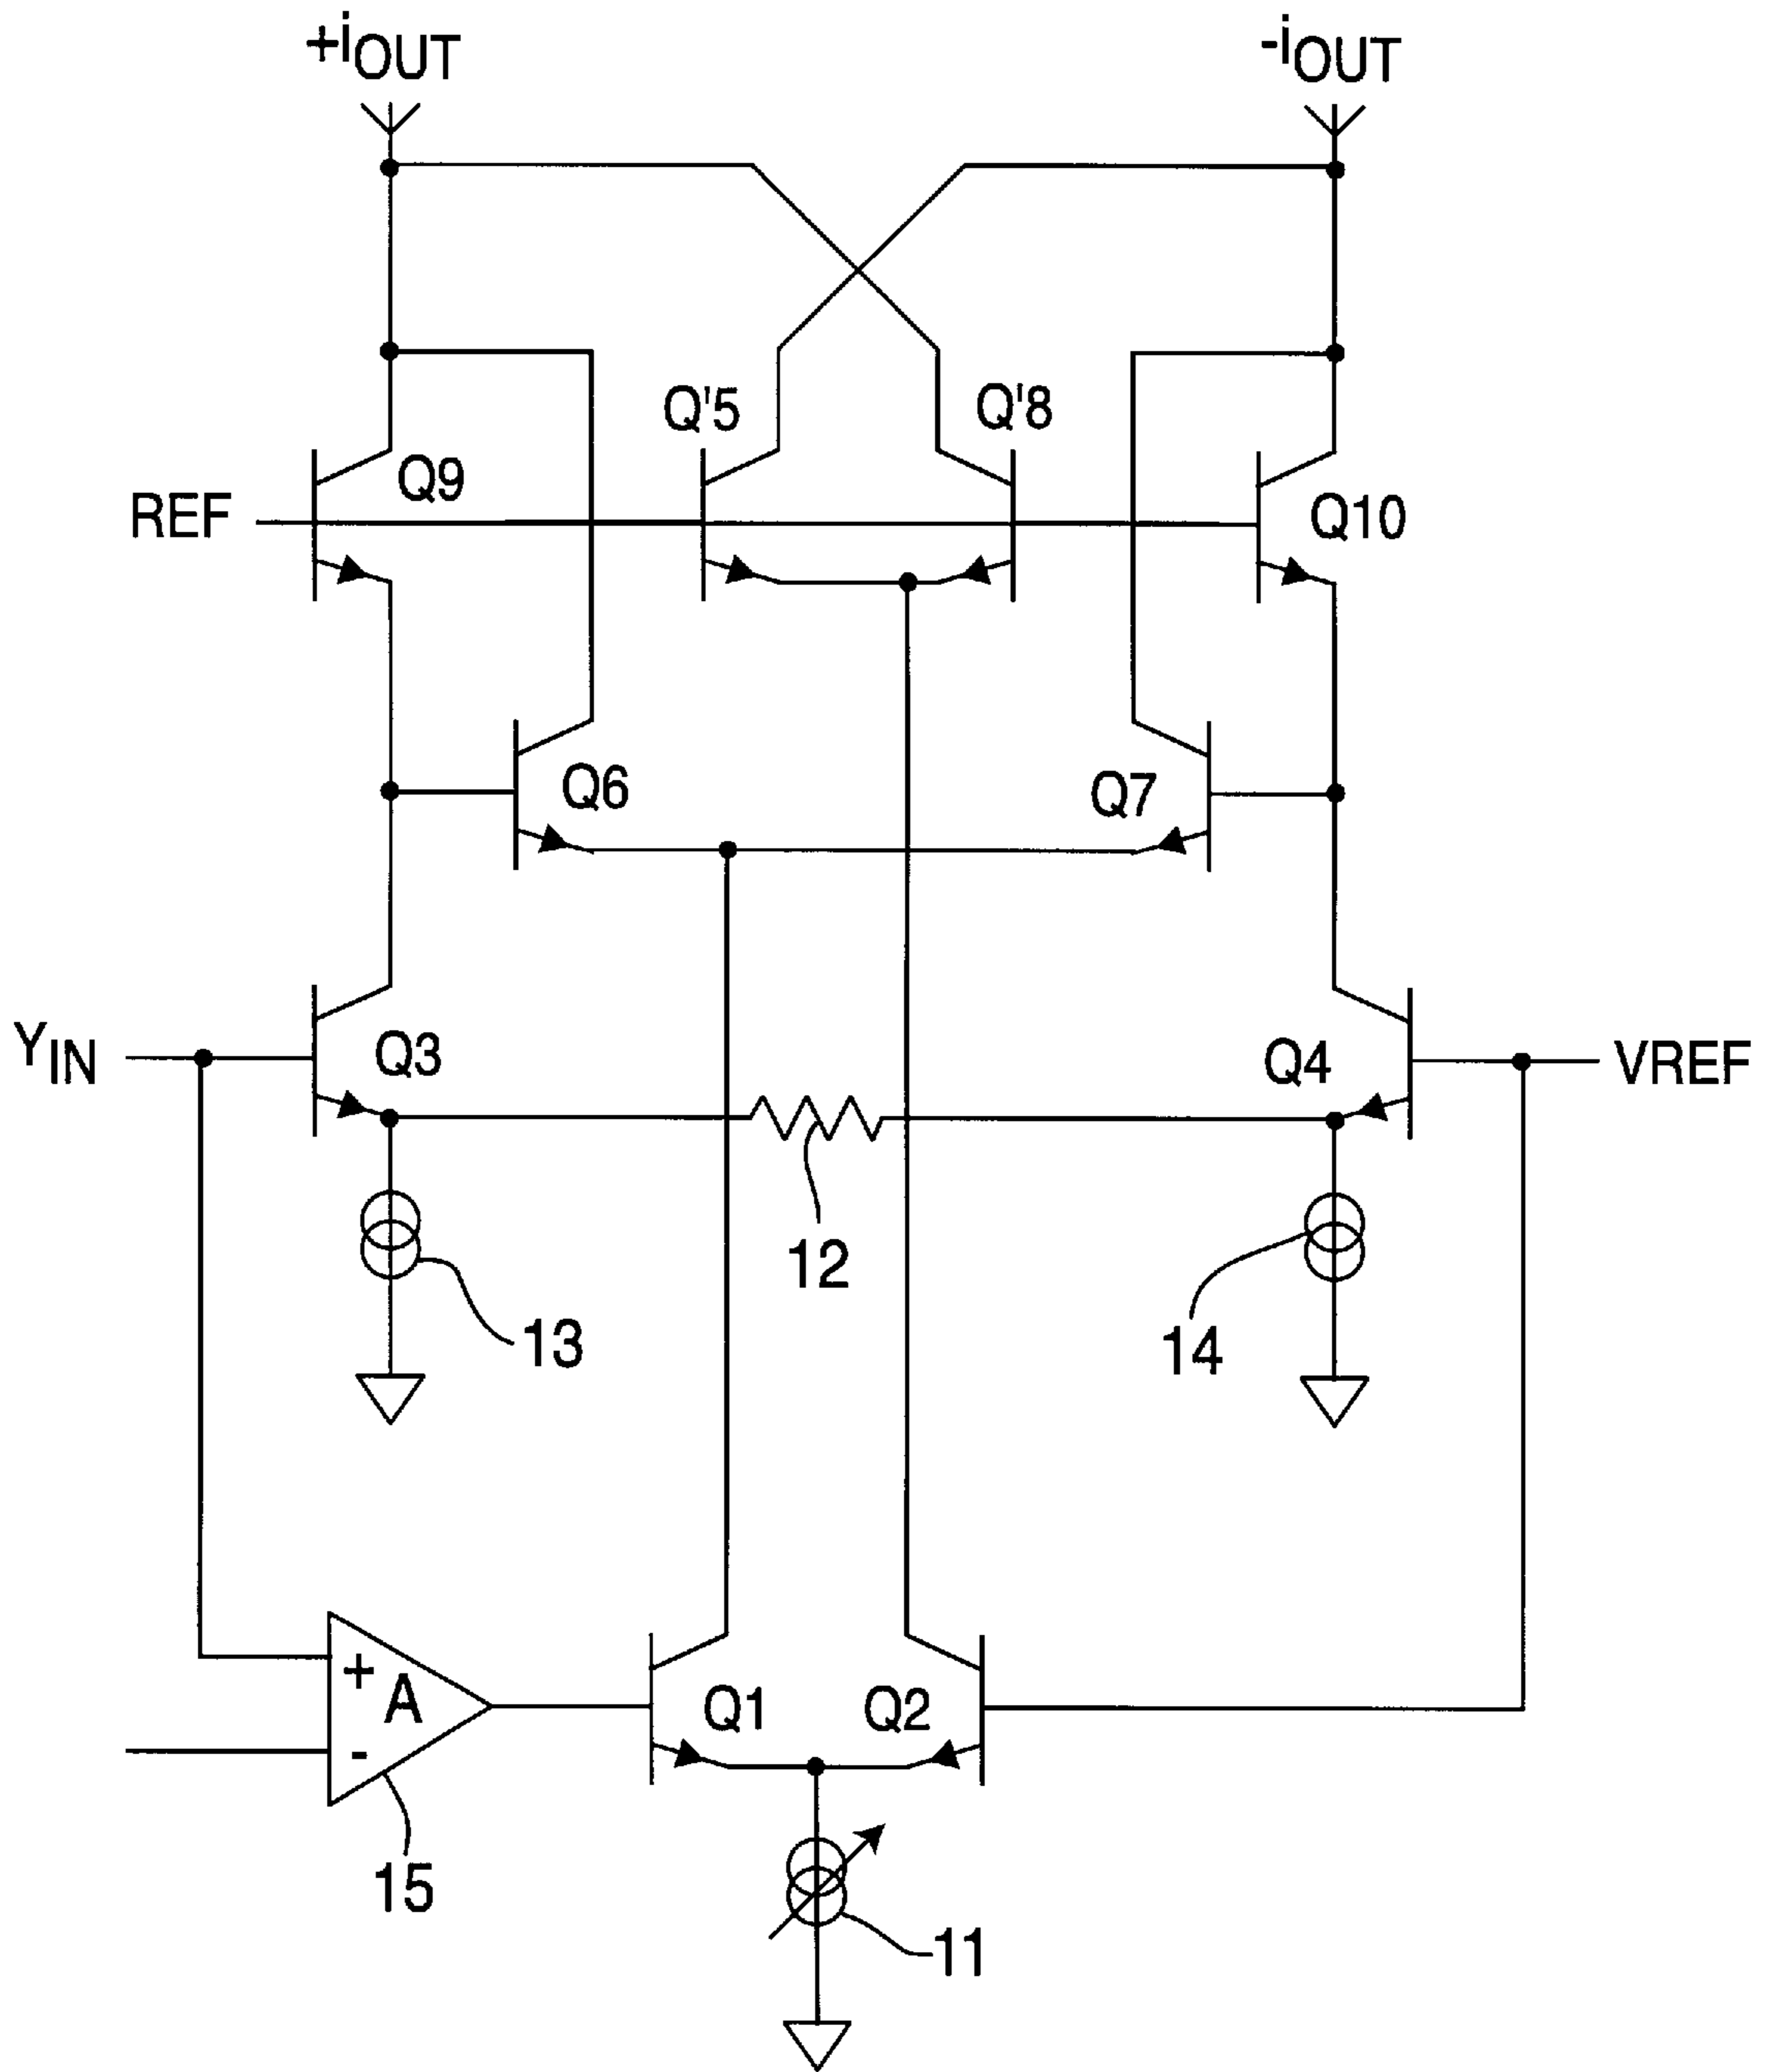 +iOUT
-iOUT
Q'5
Q'8
Q9
REF
Q10
Q6
Q7
YIN
Q3
Q4
VREF
12
13
14
+
A
-
Q1
Q2
15
11